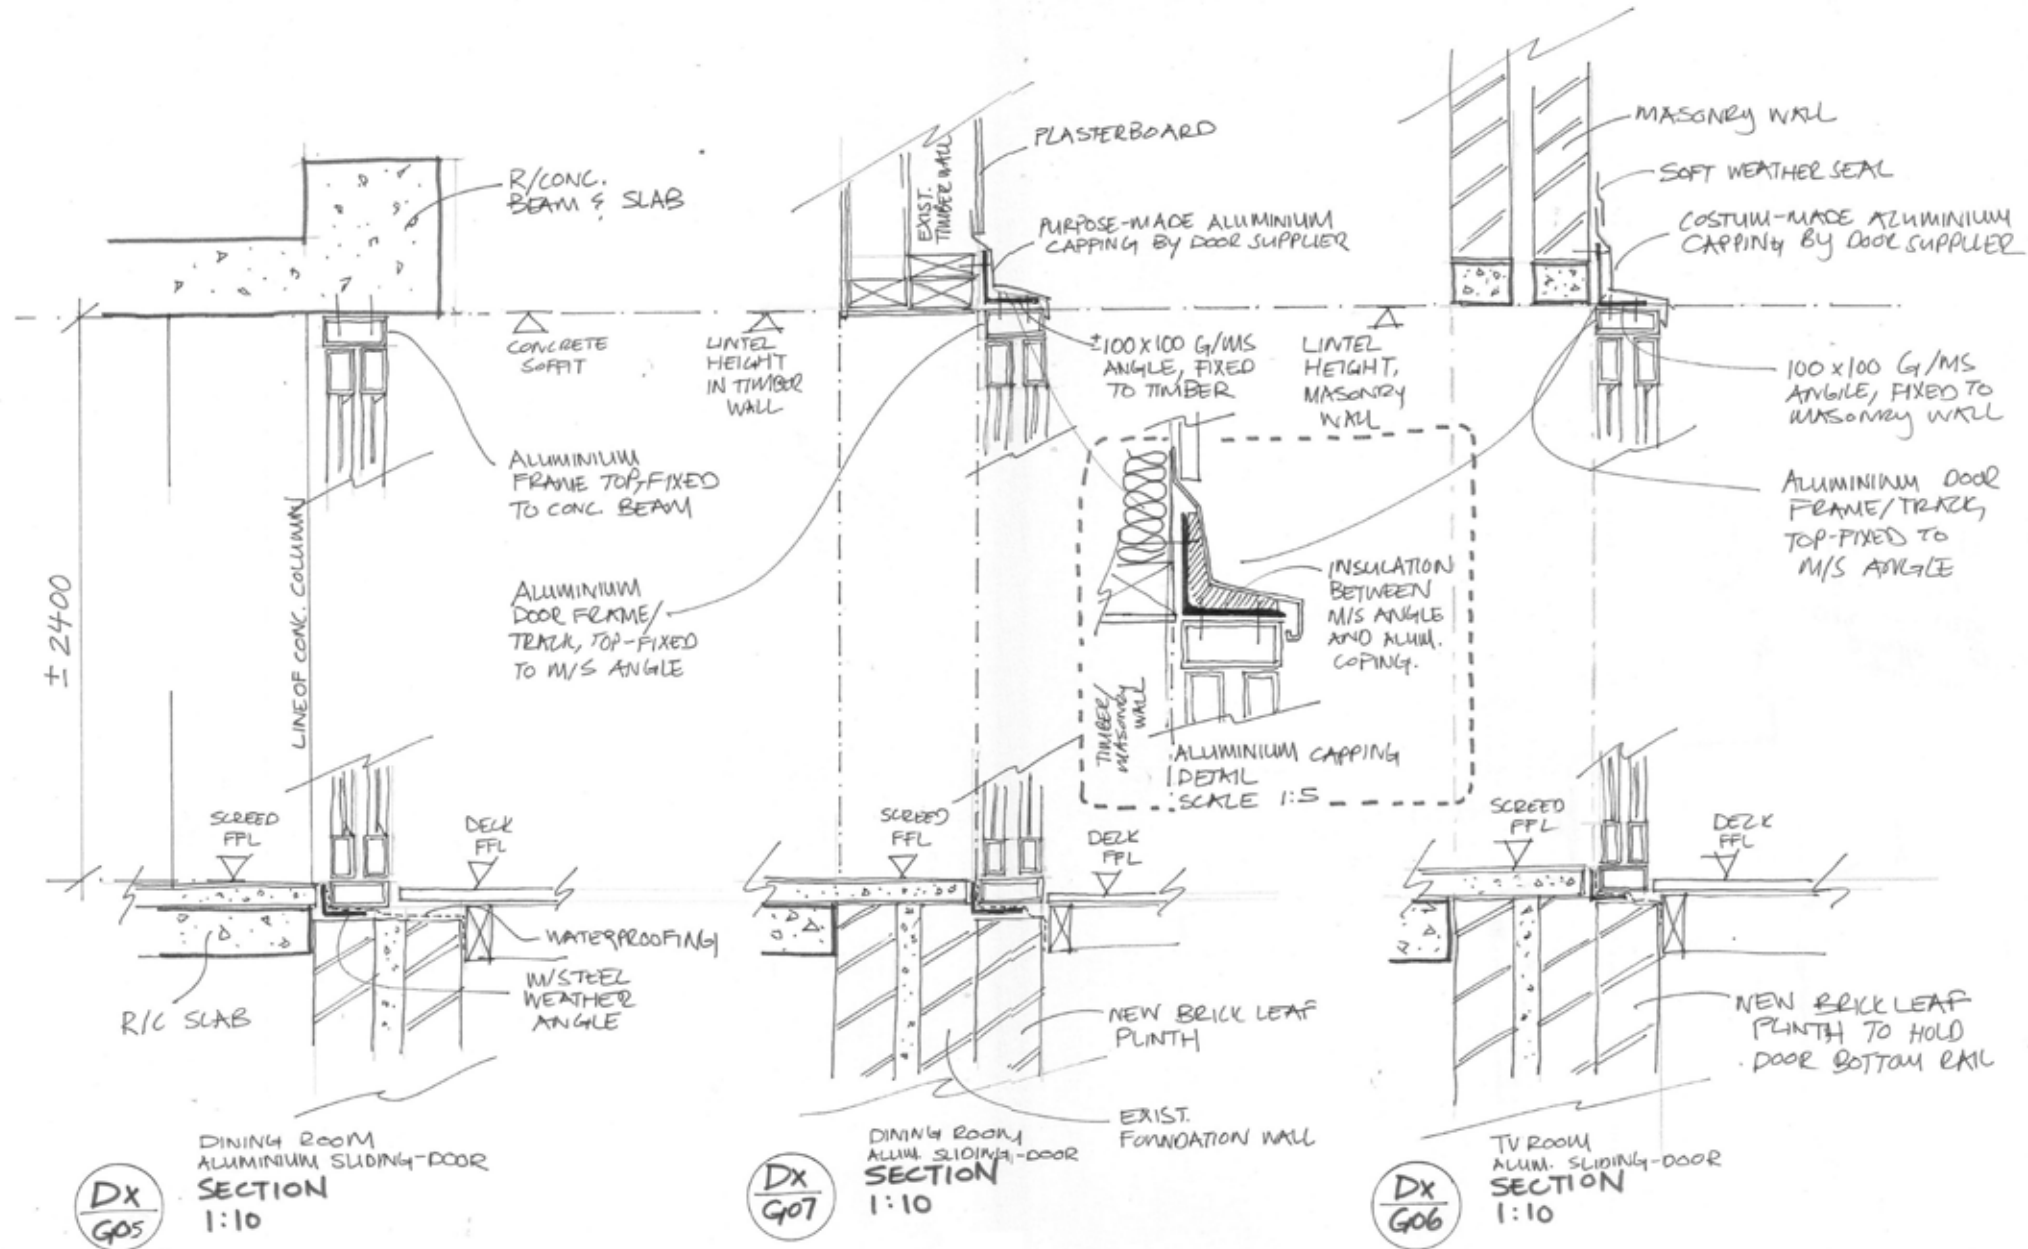 R/CONC.
BEAM & SLAB
CONCRETE
SOFFIT
LINTEL
HEIGHT
IN TIMBER
WALL
ALUMINIUM
FRAME TOP-FIXED
TO CONC. BEAM
± 2400
LINE OF CONC. COLUMN
ALUMINIUM
DOOR FRAME/
TRACK, TOP-FIXED
TO M/S ANGLE
SCREED
FFL
DECK
FFL
WATERPROOFING
M/STEEL
WEATHER
ANGLE
R/C SLAB
DINING ROOM
ALUMINIUM SLIDING-DOOR
SECTION
1:10
DX
G05
EXIST.
TIMBER WALL
PLASTERBOARD
PURPOSE-MADE ALUMINIUM
CAPPING BY DOOR SUPPLIER
±100X100 G/MS
ANGLE, FIXED
TO TIMBER
LINTEL
HEIGHT,
MASONRY
WALL
INSULATION
BETWEEN
M/S ANGLE
AND ALUM.
COPING.
TIMBER/
MASONRY
WALL
ALUMINIUM CAPPING
DETAIL
SCALE 1:5
SCREED
FFL
DECK
FFL
NEW BRICK LEAF
PLINTH
EXIST.
FOUNDATION WALL
DINING ROOM
ALUM. SLIDING-DOOR
SECTION
1:10
DX
G07
MASONRY WALL
SOFT WEATHER SEAL
COSTUM-MADE ALUMINIUM
CAPPING BY DOOR SUPPLIER
100 X 100 G/MS
ANGLE, FIXED TO
MASONRY WALL
ALUMINIUM DOOR
FRAME/TRACK,
TOP-FIXED TO
M/S ANGLE
SCREED
FFL
DECK
FFL
NEW BRICK LEAF
PLINTH TO HOLD
DOOR BOTTOM RAIL
TV ROOM
ALUM. SLIDING-DOOR
SECTION
1:10
DX
G06